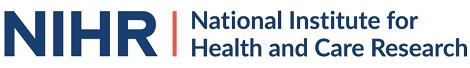 NIHR
National Institute for
Health and Care Research